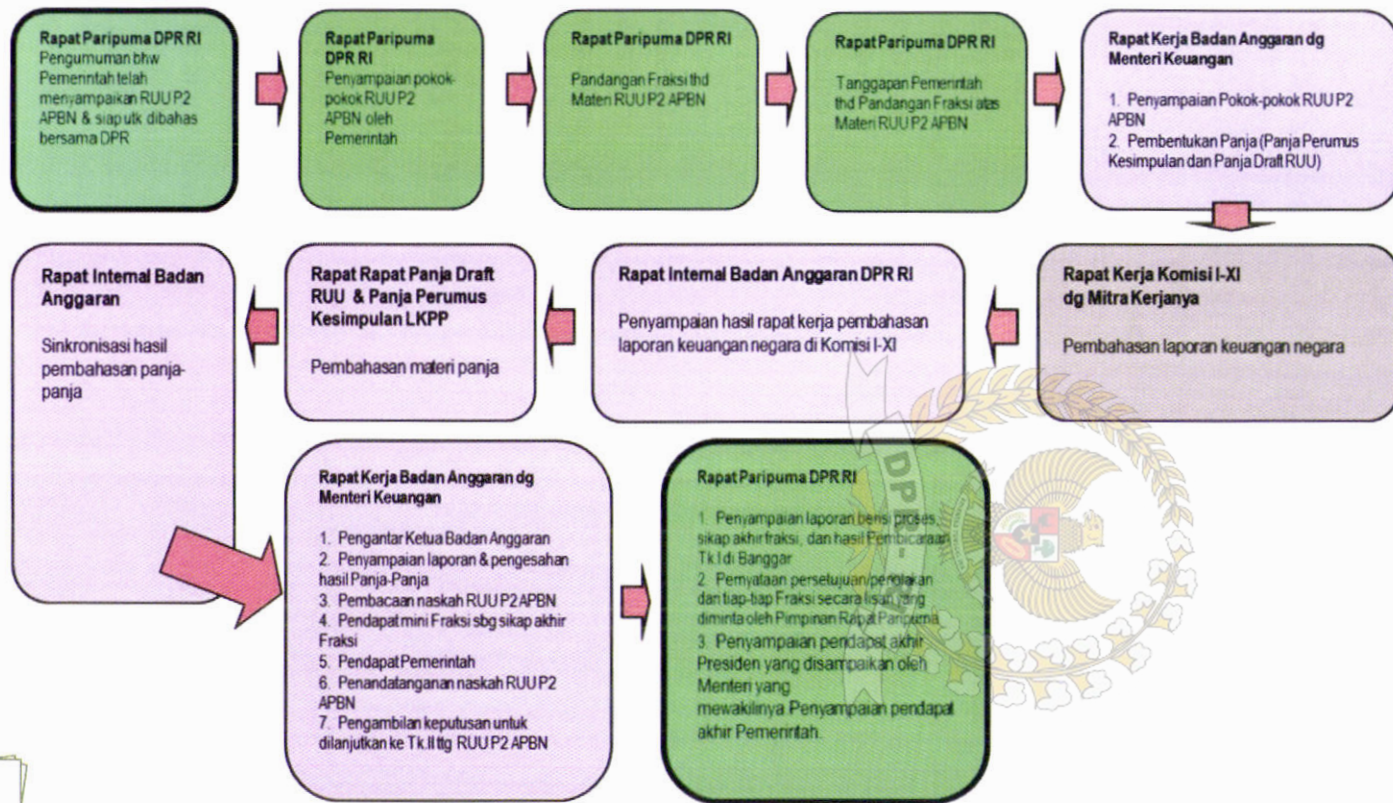 Rapat Paripurna DPR RI
Pengumuman bhw
Pemerintah telah
menyampaikan RUU P2
APBN & siap utk dibahas
bersama DPR
Rapat Paripurna
DPR RI
Penyampaian pokok-
pokok RUU P2
APBN oleh
Pemerintah
Rapat Paripurna DPR RI
Pandangan Fraksi thd
Materi RUU P2 APBN
Rapat Paripurna DPR RI
Tanggapan Pemerintah
thd Pandangan Fraksi atas
Materi RUU P2 APBN
Rapat Kerja Badan Anggaran dg
Menteri Keuangan
1. Penyampaian Pokok-pokok RUU P2
APBN
2. Pembentukan Panja (Panja Perumus
Kesimpulan dan Panja Draft RUU)
Rapat Kerja Komisi I-XI
dg Mitra Kerjanya
Pembahasan laporan keuangan negara
Rapat Internal Badan Anggaran DPR RI
Penyampaian hasil rapat kerja pembahasan
laporan keuangan negara di Komisi I-XI
Rapat Rapat Panja Draft
RUU & Panja Perumus
Kesimpulan LKPP
Pembahasan materi panja
Rapat Internal Badan
Anggaran
Sinkronisasi hasil
pembahasan panja-
panja
Rapat Kerja Badan Anggaran dg
Menteri Keuangan
1. Pengantar Ketua Badan Anggaran
2. Penyampaian laporan & pengesahan
hasil Panja-Panja
3. Pembacaan naskah RUU P2 APBN
4. Pendapat mini Fraksi sbg sikap akhir
Fraksi
5. Pendapat Pemerintah
6. Penandatanganan naskah RUU P2
APBN
7. Pengambilan keputusan untuk
dilanjutkan ke Tk.II ttg RUU P2 APBN
Rapat Paripurna DPR RI
1. Penyampaian laporan berisi proses,
sikap akhir fraksi, dan hasil Pembicaraan
Tk.I di Banggar
2. Pernyataan persetujuan/penolakan
dari tiap-tiap Fraksi secara lisan yang
diminta oleh Pimpinan Rapat Paripurna
3. Penyampaian pendapat akhir
Presiden yang disampaikan oleh
Menteri yang
mewakilinya Penyampaian pendapat
akhir Pemerintah.
DPR-RI